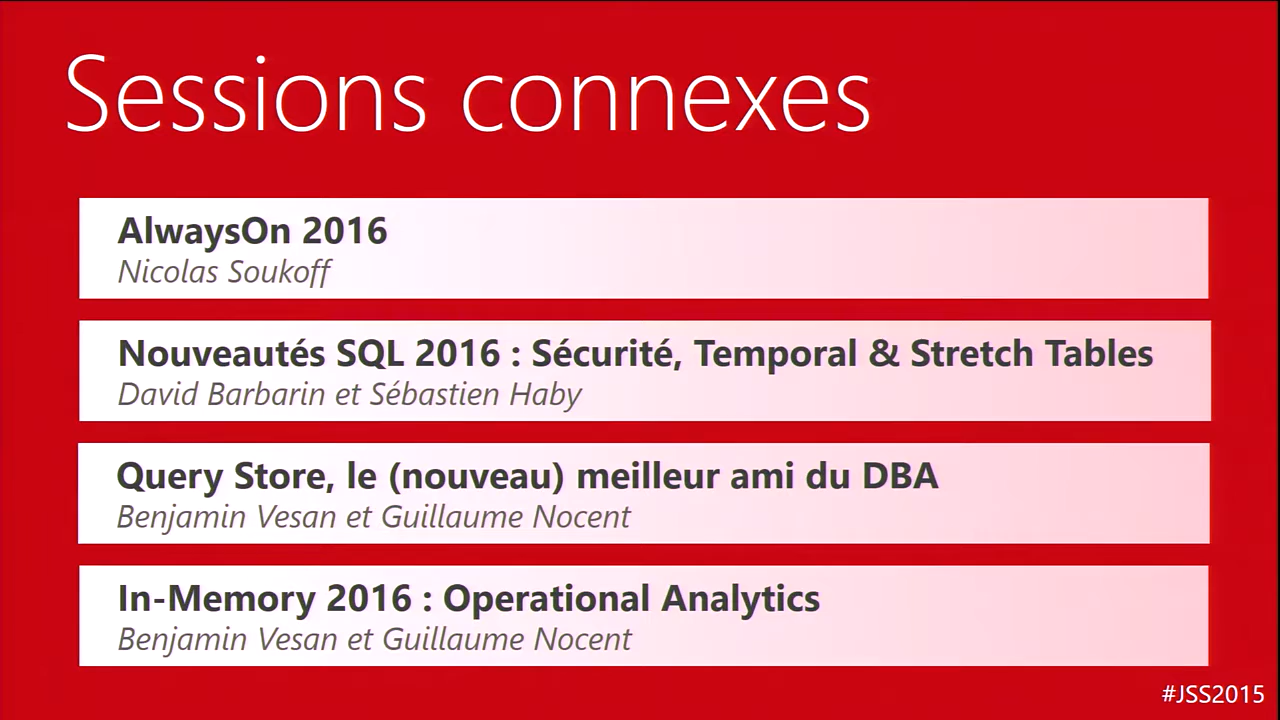 Sessions connexes
AlwaysOn 2016
Nicolas Soukoff
Nouveautés SQL 2016 : Sécurité, Temporal & Stretch Tables
David Barbarin et Sébastien Haby
Query Store, le (nouveau) meilleur ami du DBA
Benjamin Vesan et Guillaume Nocent
In-Memory 2016 : Operational Analytics
Benjamin Vesan et Guillaume Nocent
#JSS2015